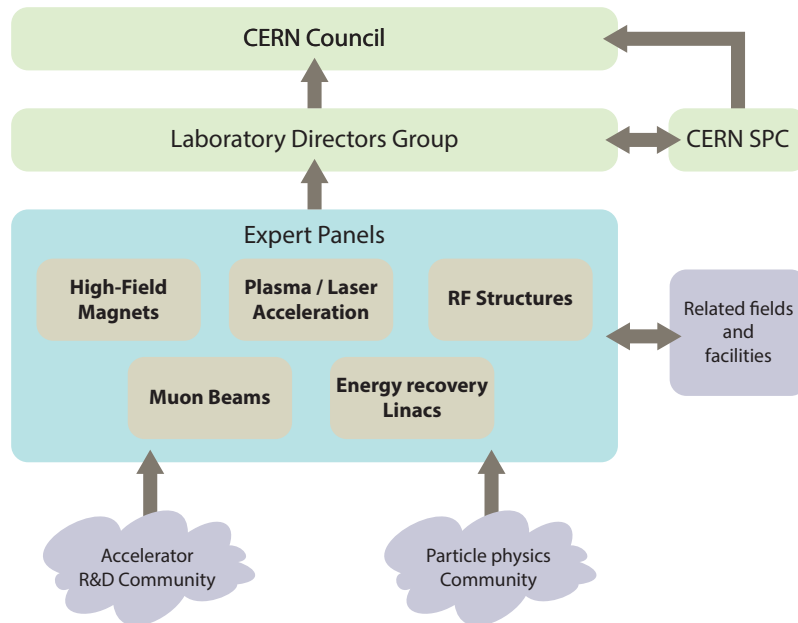 CERN Council
Laboratory Directors Group
CERN SPC
Expert Panels
High-Field
Magnets
Plasma / Laser
Acceleration
RF Structures
Related fields
and
facilities
Muon Beams
Energy recovery
Linacs
Accelerator
R&D Community
Particle physics
Community